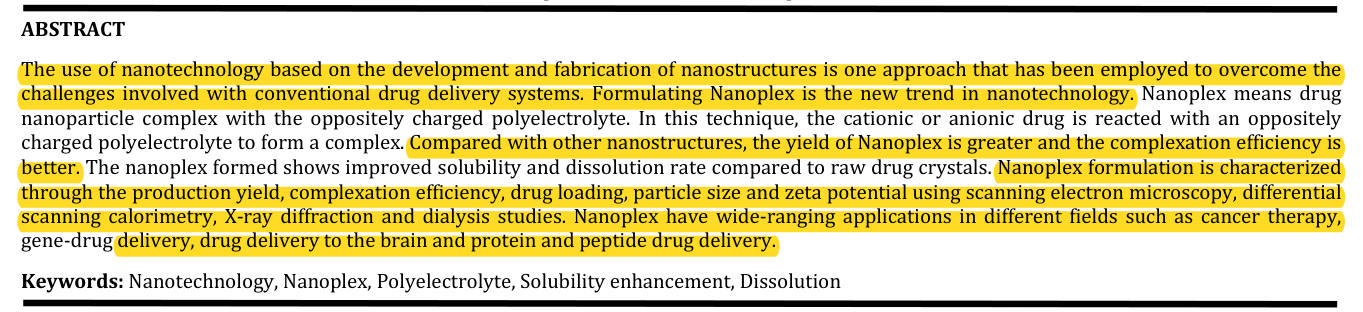 ABSTRACT
The use of nanotechnology based on the development and fabrication of nanostructures is one approach that has been employed to overcome the
challenges involved with conventional drug delivery systems. Formulating Nanoplex is the new trend in nanotechnology. Nanoplex means drug
nanoparticle complex with the oppositely charged polyelectrolyte. In this technique, the cationic or anionic drug is reacted with an oppositely
charged polyelectrolyte to form a complex. Compared with other nanostructures, the yield of Nanoplex is greater and the complexation efficiency is
better. The nanoplex formed shows improved solubility and dissolution rate compared to raw drug crystals. Nanoplex formulation is characterized
through the production yield, complexation efficiency, drug loading, particle size and zeta potential using scanning electron microscopy, differential
scanning calorimetry, X-ray diffraction and dialysis studies. Nanoplex have wide-ranging applications in different fields such as cancer therapy,
gene-drug delivery, drug delivery to the brain and protein and peptide drug delivery.
Keywords: Nanotechnology, Nanoplex, Polyelectrolyte, Solubility enhancement, Dissolution